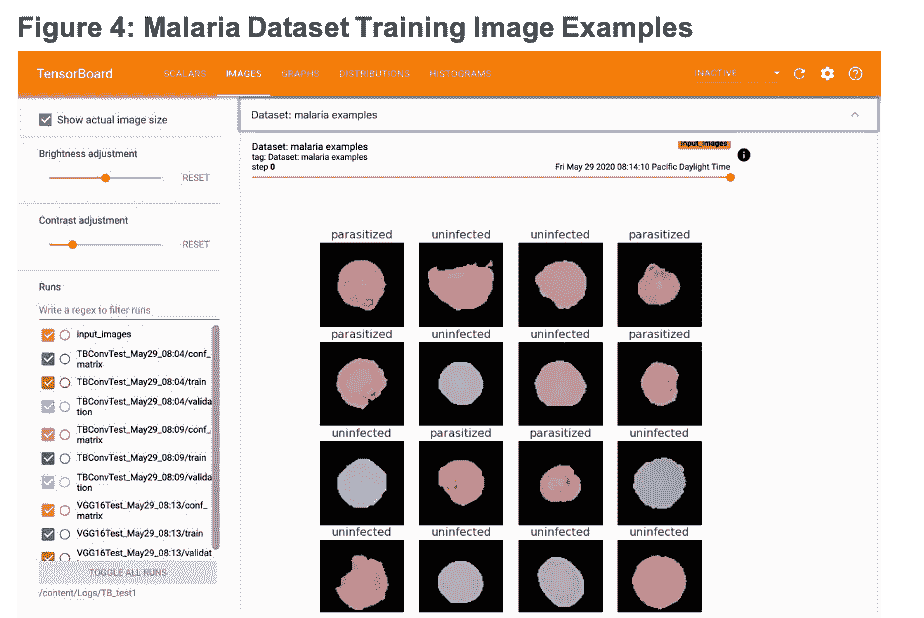 Figure 4: Malaria Dataset Training Image Examples
TensorBoard SCALARS IMAGES GRAPHS DISTRIBUTIONS HISTOGRAMS INACTIVE
Show actual image size
Brightness adjustment
RESET
Contrast adjustment
RESET
Runs
Write a regex to filter runs
input_images
TBConvTest_May29_08:04/conf_
matrix
TBConvTest_May29_08:04/train
TBConvTest_May29_08:04/valida
tion
TBConvTest_May29_08:09/conf_
matrix
TBConvTest_May29_08:09/train
TBConvTest_May29_08:09/valida
tion
VGG16Test_May29_08:13/conf_
matrix
VGG16Test_May29_08:13/train
VGG16Test_May29_08:13/validat
TOGGLE ALL RUNS
/content/Logs/TB_test1
Dataset: malaria examples
Dataset: malaria examples
tag: Dataset: malaria examples
step 0
input_images
Fri May 29 2020 08:14:10 Pacific Daylight Time
parasitized uninfected uninfected parasitized
parasitized uninfected uninfected parasitized
uninfected parasitized parasitized uninfected
uninfected uninfected uninfected uninfected